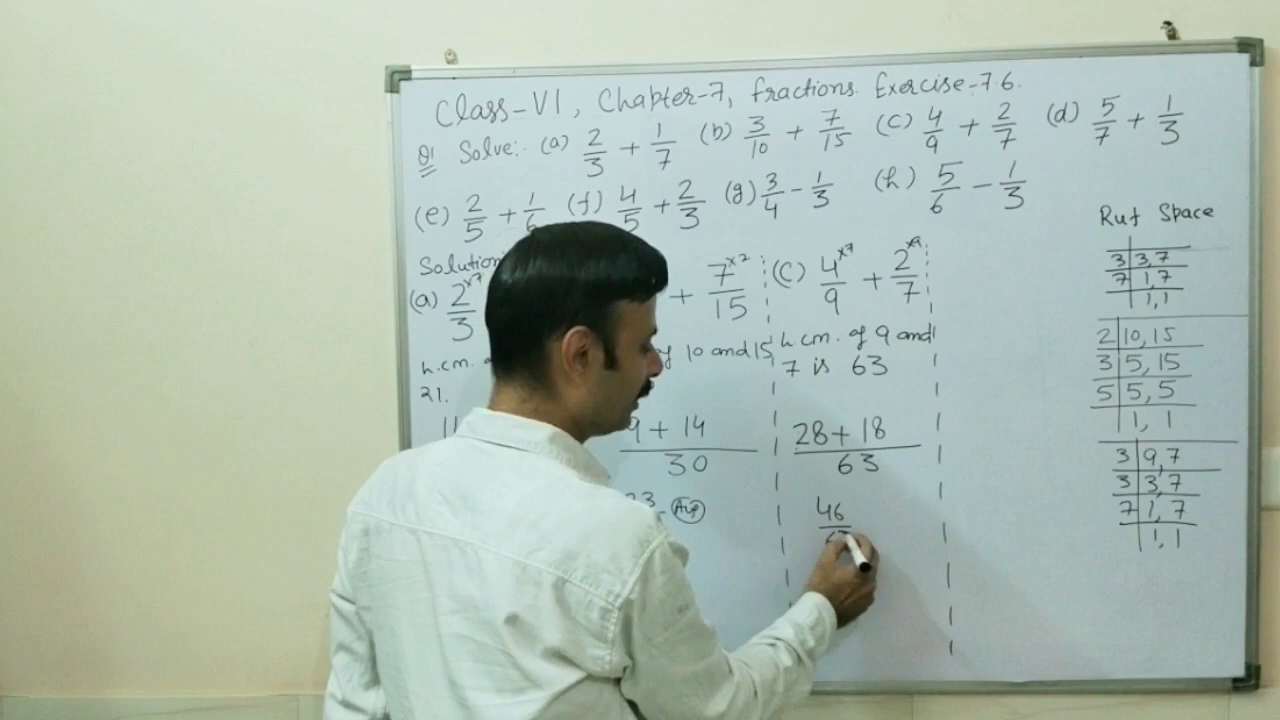 Class-VI, Chapter-7, fractions. Exercise-7.6.
Q1 Solve:- (a) 2/3 + 1/7 (b) 3/10 + 7/15 (C) 4/9 + 2/7 (d) 5/7 + 1/3
(e) 2/5 + 1/6 (f) 4/5 + 2/3 (g) 3/4 - 1/3 (h) 5/6 - 1/3
Solution
(a) 2×7/3
h.cm.
21.
+ 7×2/15
10 and 15
9 + 14
30
23
Ans
(C) 4×7/9 + 2×9/7
h cm. of 9 and
7 is 63
28 + 18
63
46
Ruf Space
3 | 3, 7
7 | 1, 7
1, 1
2 | 10, 15
3 | 5, 15
5 | 5, 5
1, 1
3 | 9, 7
3 | 3, 7
7 | 1, 7
1, 1